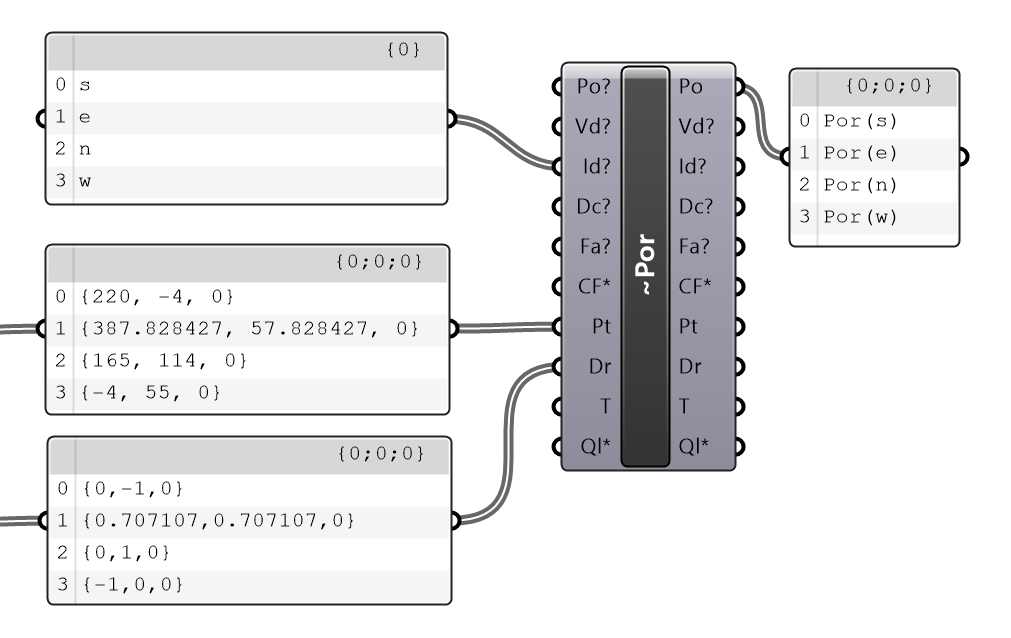 {0}
0 s
1 e
2 n
3 w
{0;0;0}
0 {220, -4, 0}
1 {387.828427, 57.828427, 0}
2 {165, 114, 0}
3 {-4, 55, 0}
{0;0;0}
0 {0,-1,0}
1 {0.707107,0.707107,0}
2 {0,1,0}
3 {-1,0,0}
Po? Po
Vd? Vd?
Id? Id?
Dc? Dc?
Fa? Fa?
CF* CF*
Pt Pt
Dr Dr
T T
Ql* Ql*
~Por
{0;0;0}
0 Por(s)
1 Por(e)
2 Por(n)
3 Por(w)